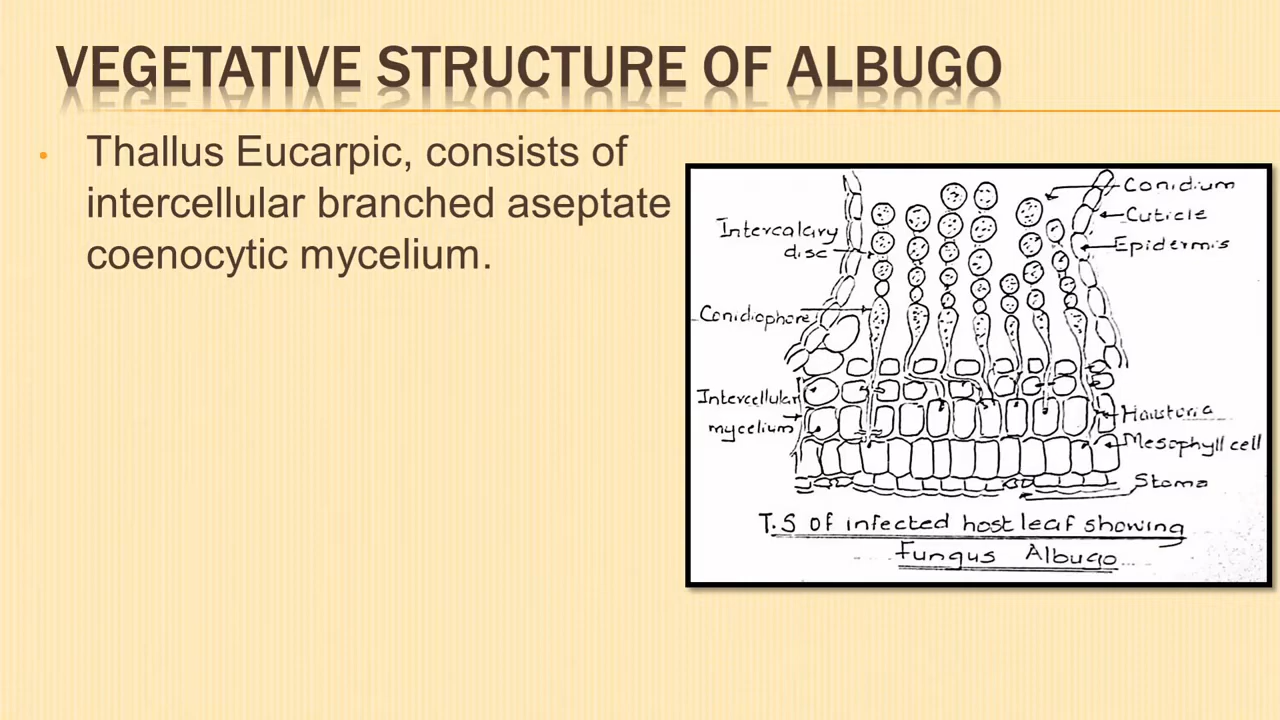 VEGETATIVE STRUCTURE OF ALBUGO
Thallus Eucarpic, consists of
intercellular branched aseptate
coenocytic mycelium.
Conidium
Cuticle
Epidermis
Intercalary
disc
Conidiophore
Intercellular
mycelium
Haustoria
Mesophyll cell
Stoma
T.S of infected host leaf showing
Fungus Albugo